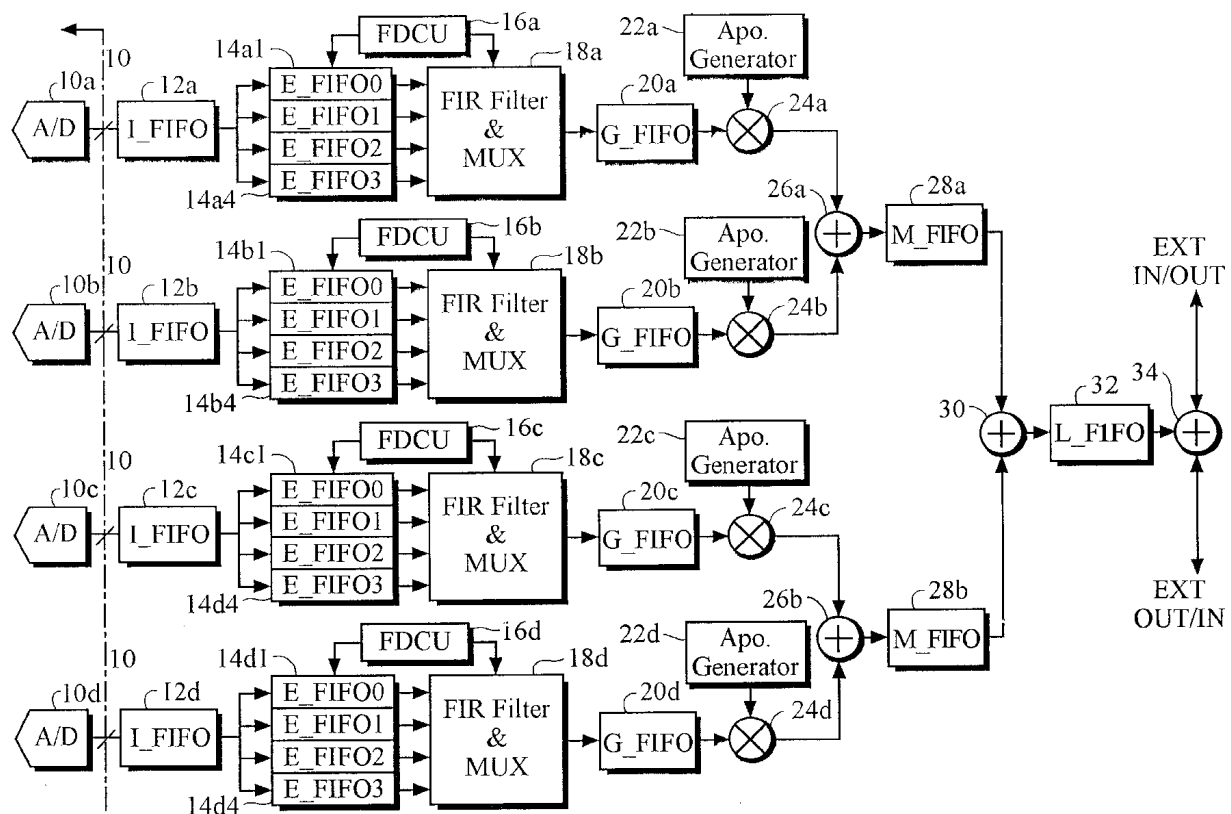 16a
22a
FDCU
Apo.
Generator
14a1
18a
10
10a
12a
20a
24a
A/D
I_FIFO
E_FIFO0
E_FIFO1
E_FIFO2
E_FIFO3
FIR Filter
&
MUX
G_FIFO
14a4
26a
28a
M_FIFO
16b
22b
FDCU
Apo.
Generator
14b1
18b
10
10b
12b
20b
24b
A/D
I_FIFO
E_FIFO0
E_FIFO1
E_FIFO2
E_FIFO3
FIR Filter
&
MUX
G_FIFO
14b4
EXT
IN/OUT
30
32
34
L_F1FO
EXT
OUT/IN
16c
22c
FDCU
Apo.
Generator
14c1
18c
10
10c
12c
20c
24c
A/D
I_FIFO
E_FIFO0
E_FIFO1
E_FIFO2
E_FIFO3
FIR Filter
&
MUX
G_FIFO
14d4
26b
28b
M_FIFO
16d
22d
FDCU
Apo.
Generator
14d1
18d
10
10d
12d
20d
24d
A/D
I_FIFO
E_FIFO0
E_FIFO1
E_FIFO2
E_FIFO3
FIR Filter
&
MUX
G_FIFO
14d4